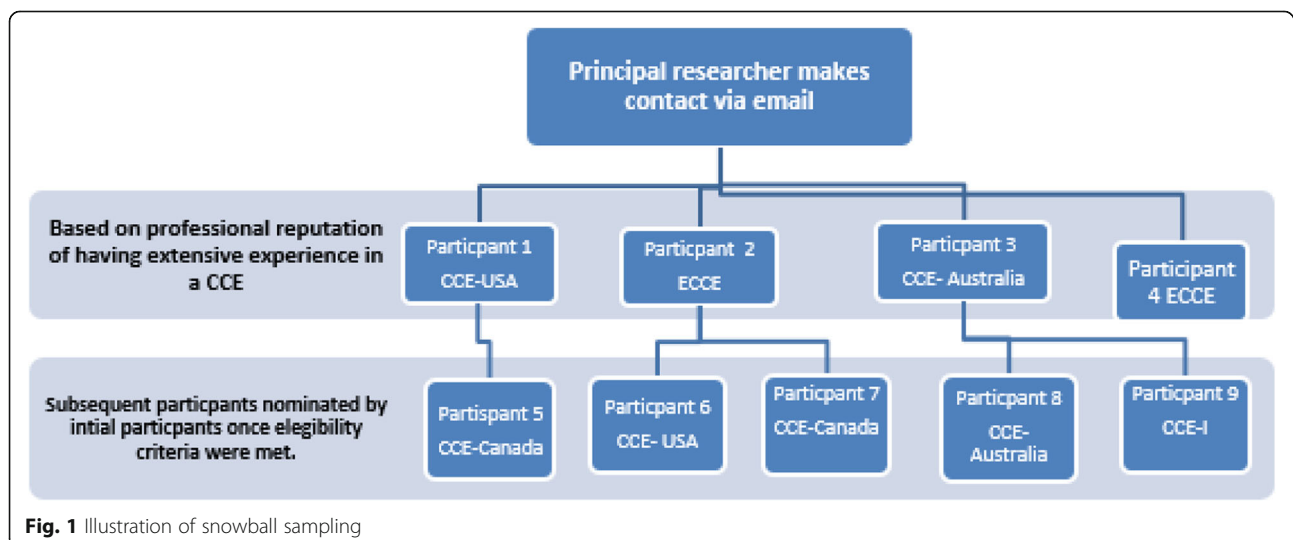 Principal researcher makes
contact via email
Based on professional reputation
of having extensive experience in
a CCE
Particpant 1
CCE-USA
Particpant 2
ECCE
Particpant 3
CCE- Australia
Participant
4 ECCE
Subsequent particpants nominated by
intial particpants once elegibility
criteria were met.
Partispant 5
CCE-Canada
Particpant 6
CCE- USA
Particpant 7
CCE-Canada
Particpant 8
CCE-
Australia
Particpant 9
CCE-I
Fig. 1 Illustration of snowball sampling